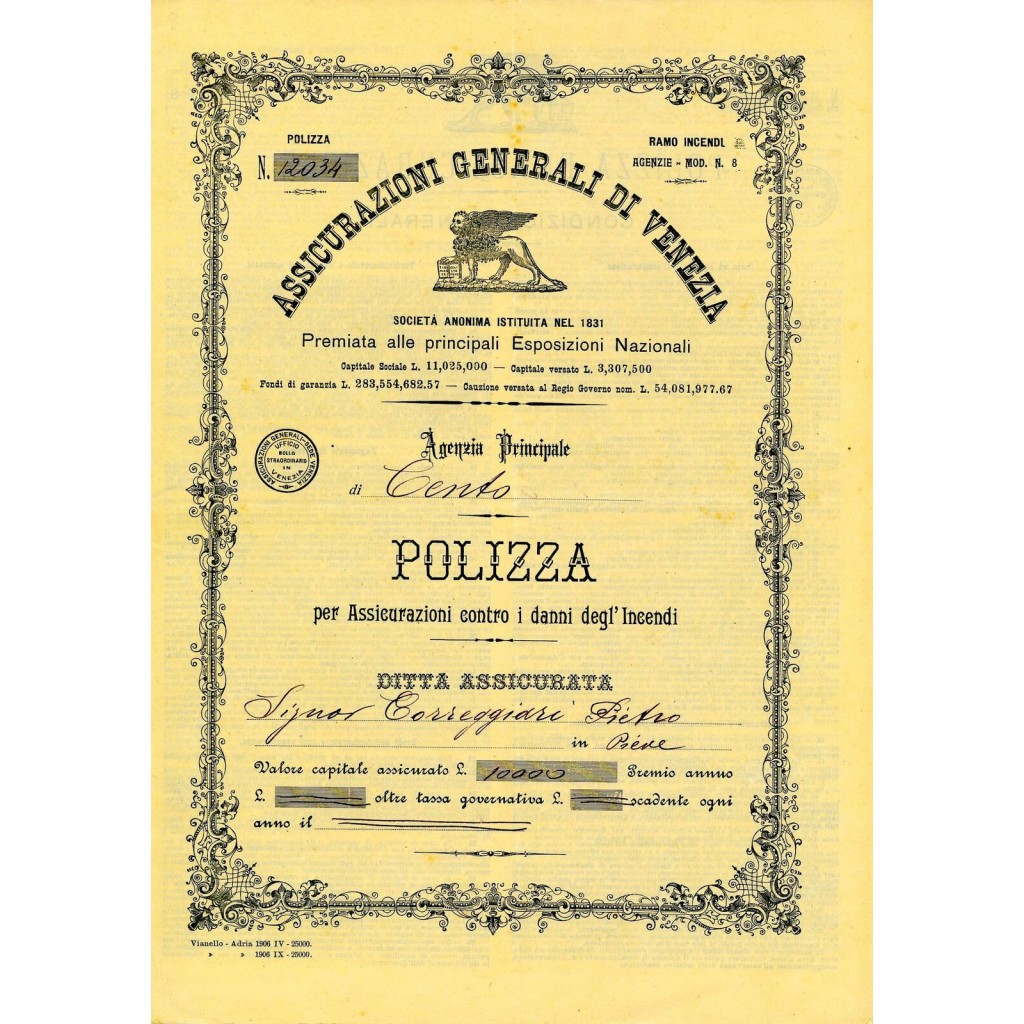 POLIZZA
N. 12034
RAMO INCENDI
AGENZIE - MOD. N. 8
ASSICURAZIONI GENERALI DI VENEZIA
SOCIETÀ ANONIMA ISTITUITA NEL 1831
Premiata alle principali Esposizioni Nazionali
Capitale Sociale L. 11,025,000 — Capitale versato L. 3,307,500
Fondi di garanzia L. 283,554,682.57 — Cauzione versata al Regio Governo nom. L. 54,081,977.67
ASSICURAZIONI GENERALI - SEDE VENEZIA
UFFICIO
BOLLO
STRAORDINARIO
IN
VENEZIA
Agenzia Principale
di Cento
POLIZZA
per Assicurazioni contro i danni degl'Incendi
DITTA ASSICURATA
Signor Correggiari Pietro
in Pieve
Valore capitale assicurato L. 10000 Premio annuo
L. oltre tassa governativa L. scadente ogni
anno il
Vianello - Adria 1906 IV - 25000.
» » 1906 IX - 25000.